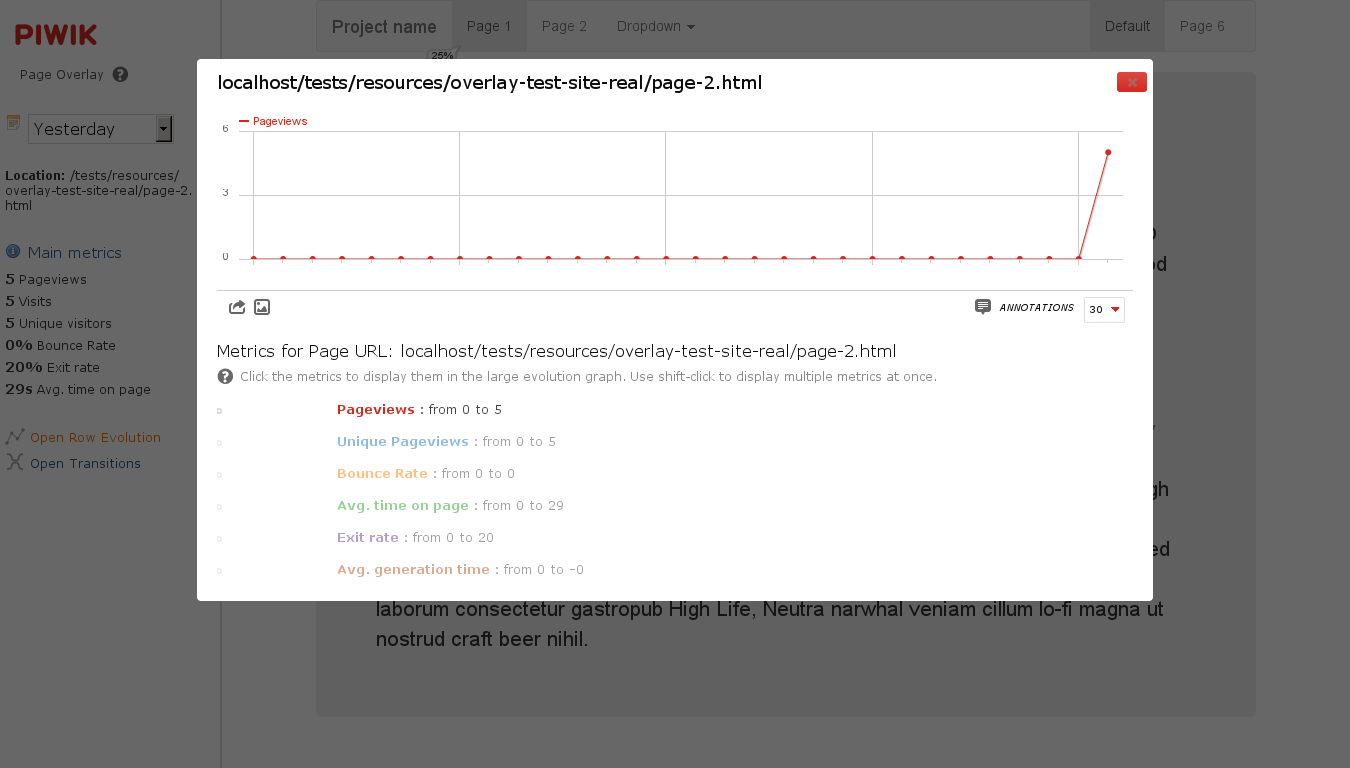 PIWIK
Page Overlay ?
Yesterday
Location: /tests/resources/
overlay-test-site-real/page-2.
html
Main metrics
5 Pageviews
5 Visits
5 Unique visitors
0% Bounce Rate
20% Exit rate
29s Avg. time on page
Open Row Evolution
Open Transitions
Project name Page 1 Page 2 Dropdown Default Page 6
25%
localhost/tests/resources/overlay-test-site-real/page-2.html
Pageviews
6
3
0
ANNOTATIONS 30
Metrics for Page URL: localhost/tests/resources/overlay-test-site-real/page-2.html
? Click the metrics to display them in the large evolution graph. Use shift-click to display multiple metrics at once.
Pageviews : from 0 to 5
Unique Pageviews : from 0 to 5
Bounce Rate : from 0 to 0
Avg. time on page : from 0 to 29
Exit rate : from 0 to 20
Avg. generation time : from 0 to -0
laborum consectetur gastropub High Life, Neutra narwhal veniam cillum lo-fi magna ut
nostrud craft beer nihil.